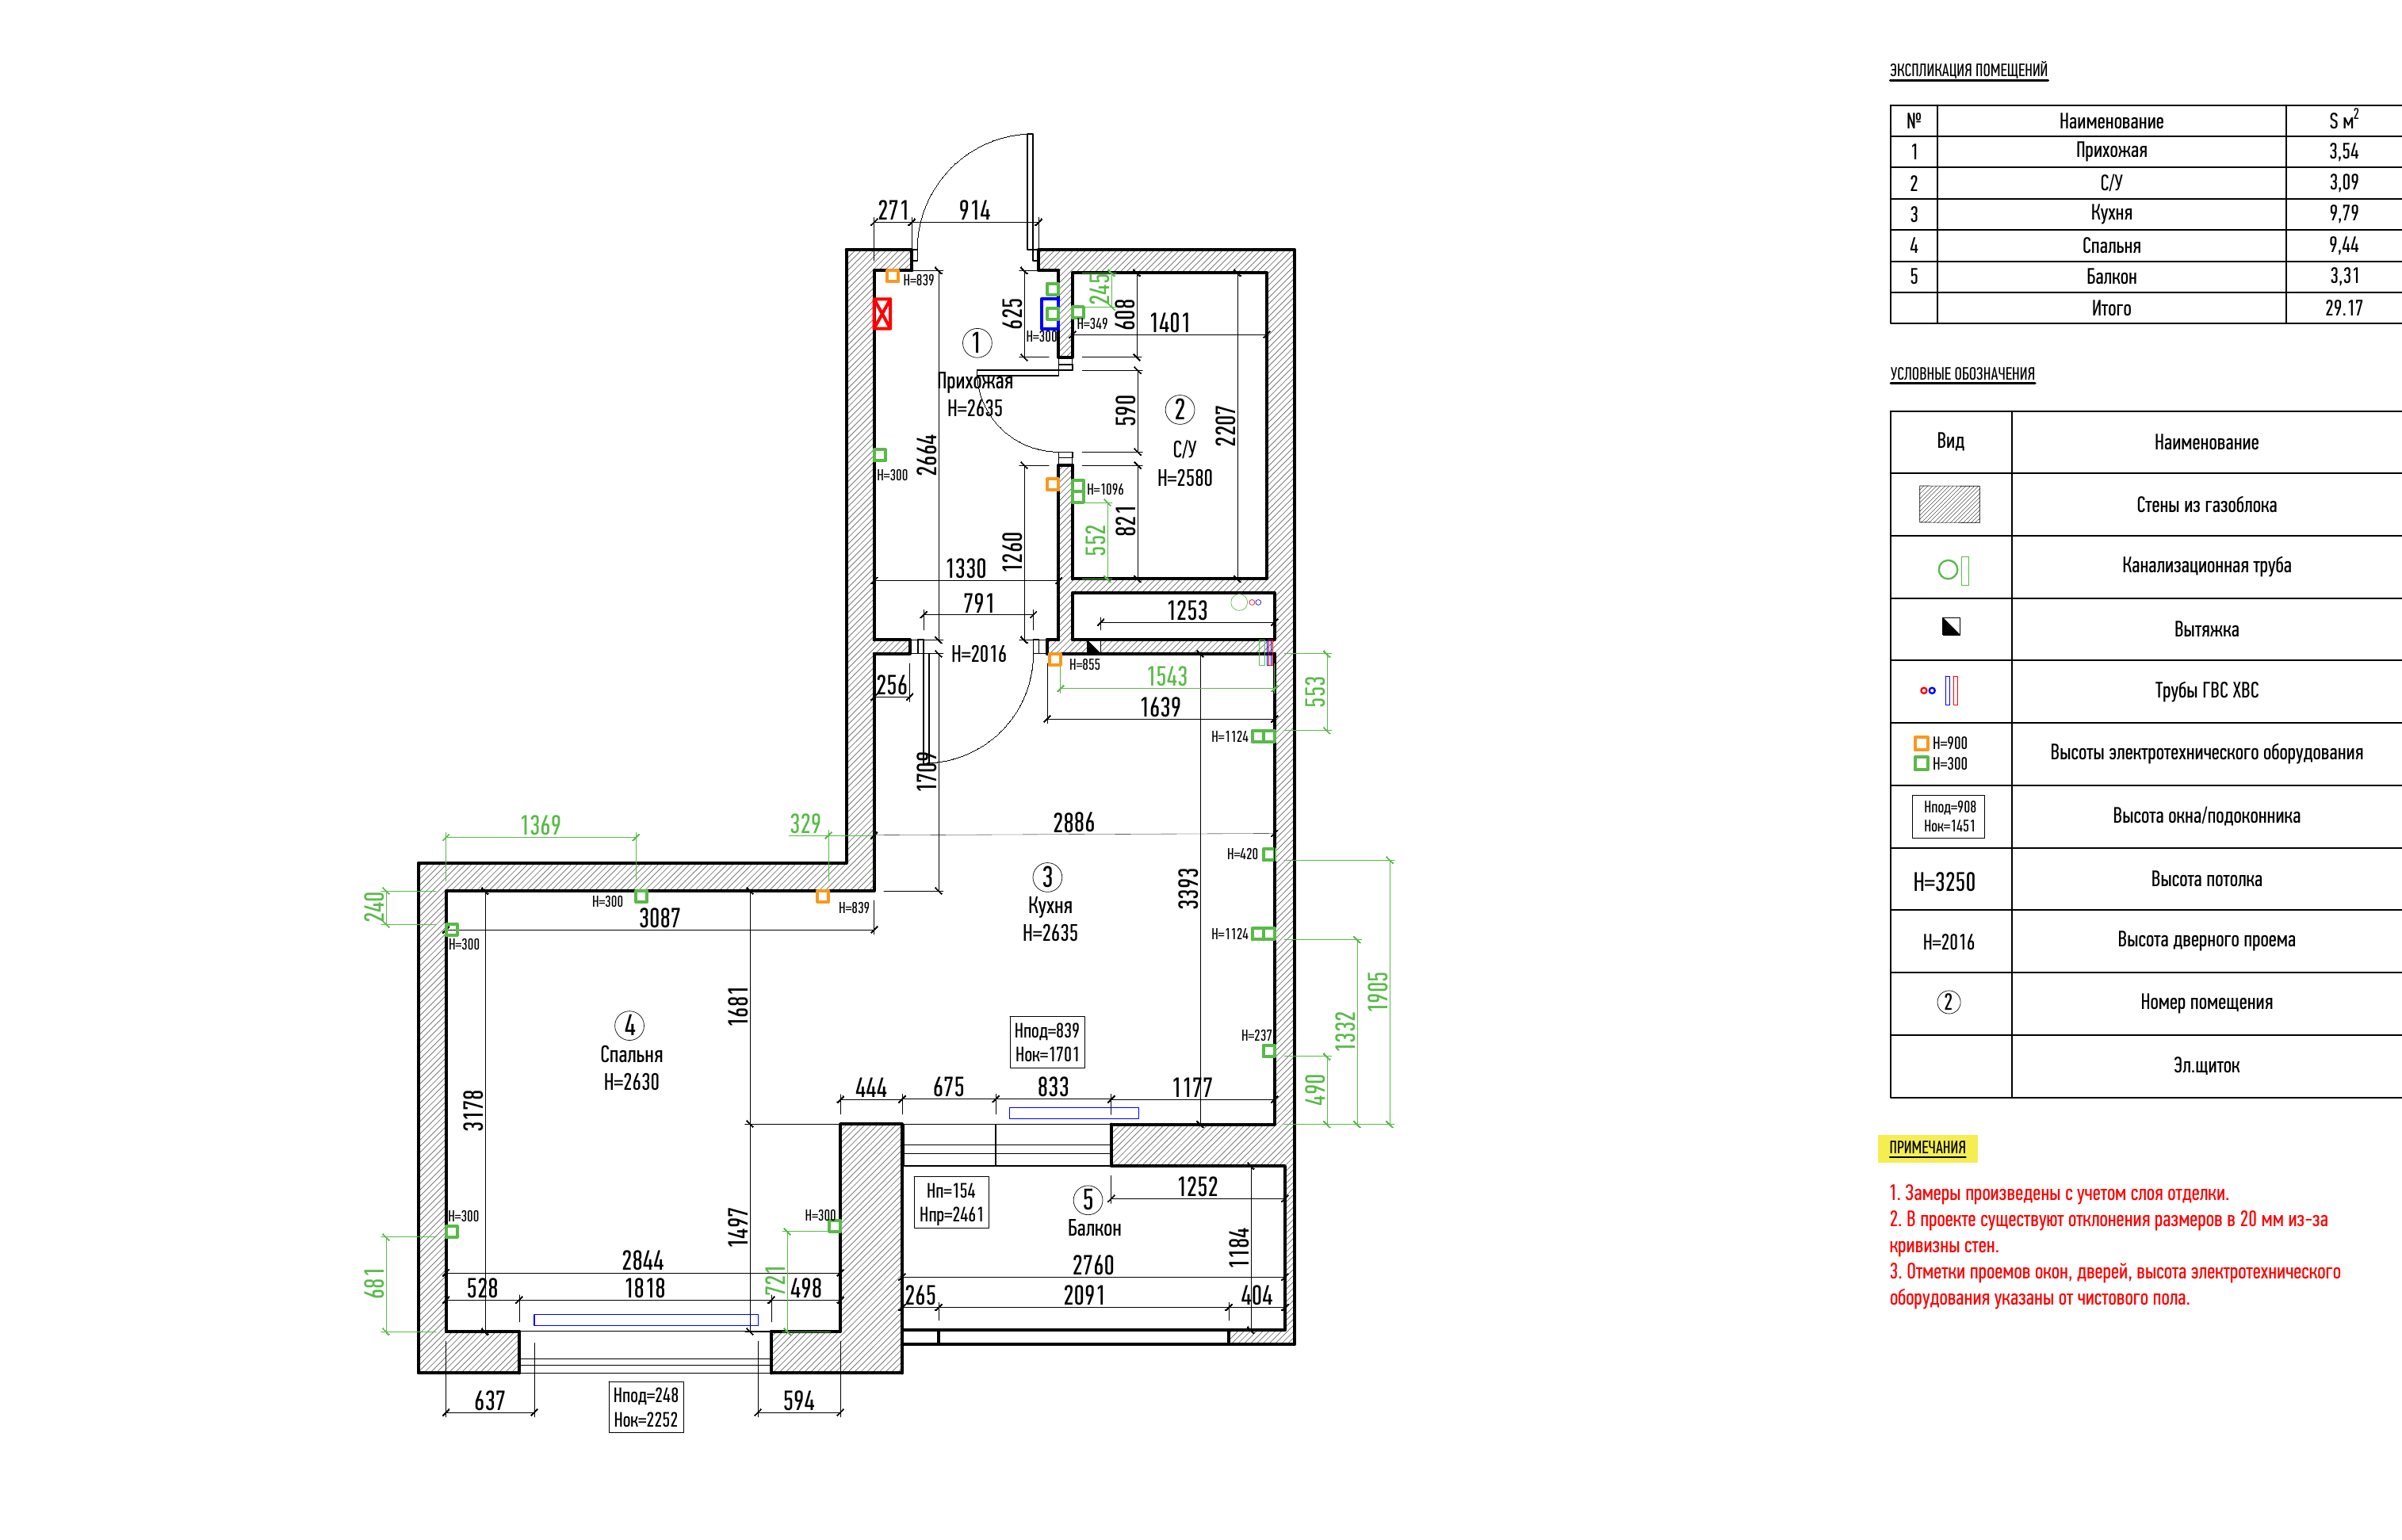 ЭКСПЛИКАЦИЯ ПОМЕЩЕНИЙ
№ Наименование S м²
1 Прихожая 3,54
2 С/У 3,09
3 Кухня 9,79
4 Спальня 9,44
5 Балкон 3,31
Итого 29.17
УСЛОВНЫЕ ОБОЗНАЧЕНИЯ
Вид Наименование
Стены из газоблока
Канализационная труба
Вытяжка
Трубы ГВС ХВС
H=900
H=300
Высоты электротехнического оборудования
Нпод=908
Нок=1451
Высота окна/подоконника
H=3250 Высота потолка
H=2016 Высота дверного проема
2 Номер помещения
Эл.щиток
ПРИМЕЧАНИЯ
1. Замеры произведены с учетом слоя отделки.
2. В проекте существуют отклонения размеров в 20 мм из-за
кривизны стен.
3. Отметки проемов окон, дверей, высота электротехнического
оборудования указаны от чистового пола.
271 914
H=839
625
H=300
245
H=349
608
1401
1
Прихожая
H=2635
2664
H=300
590
2
С/У
H=2580
2207
H=1096
552
821
1260
1330
791
1253
H=2016
H=855
256
1543
1639
553
1709
H=1124
1369
329
2886
H=420
240
H=300
3087
H=839
H=300
3
Кухня
H=2635
3393
H=1124
1905
1332
1681
4
Спальня
H=2630
Нпод=839
Нок=1701
H=237
490
3178
444 675 833 1177
Нп=154
Нпр=2461
5
Балкон
1252
1184
H=300
H=300
1497
681
2844
721
528 1818 498
2760
265 2091 404
637
Нпод=248
Нок=2252
594